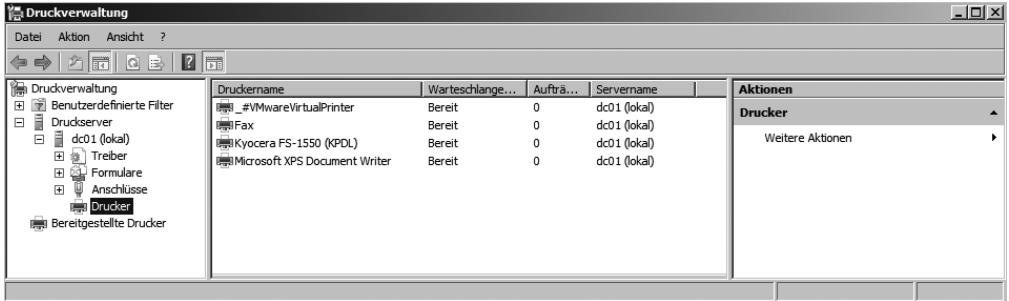 Druckverwaltung
Datei Aktion Ansicht ?
Druckverwaltung
Benutzerdefinierte Filter
Druckserver
dc01 (lokal)
Treiber
Formulare
Anschlüsse
Drucker
Bereitgestellte Drucker
Druckername Warteschlange... Aufträ... Servername
_#VMwareVirtualPrinter Bereit 0 dc01 (lokal)
Fax Bereit 0 dc01 (lokal)
Kyocera FS-1550 (KPDL) Bereit 0 dc01 (lokal)
Microsoft XPS Document Writer Bereit 0 dc01 (lokal)
Aktionen
Drucker
Weitere Aktionen